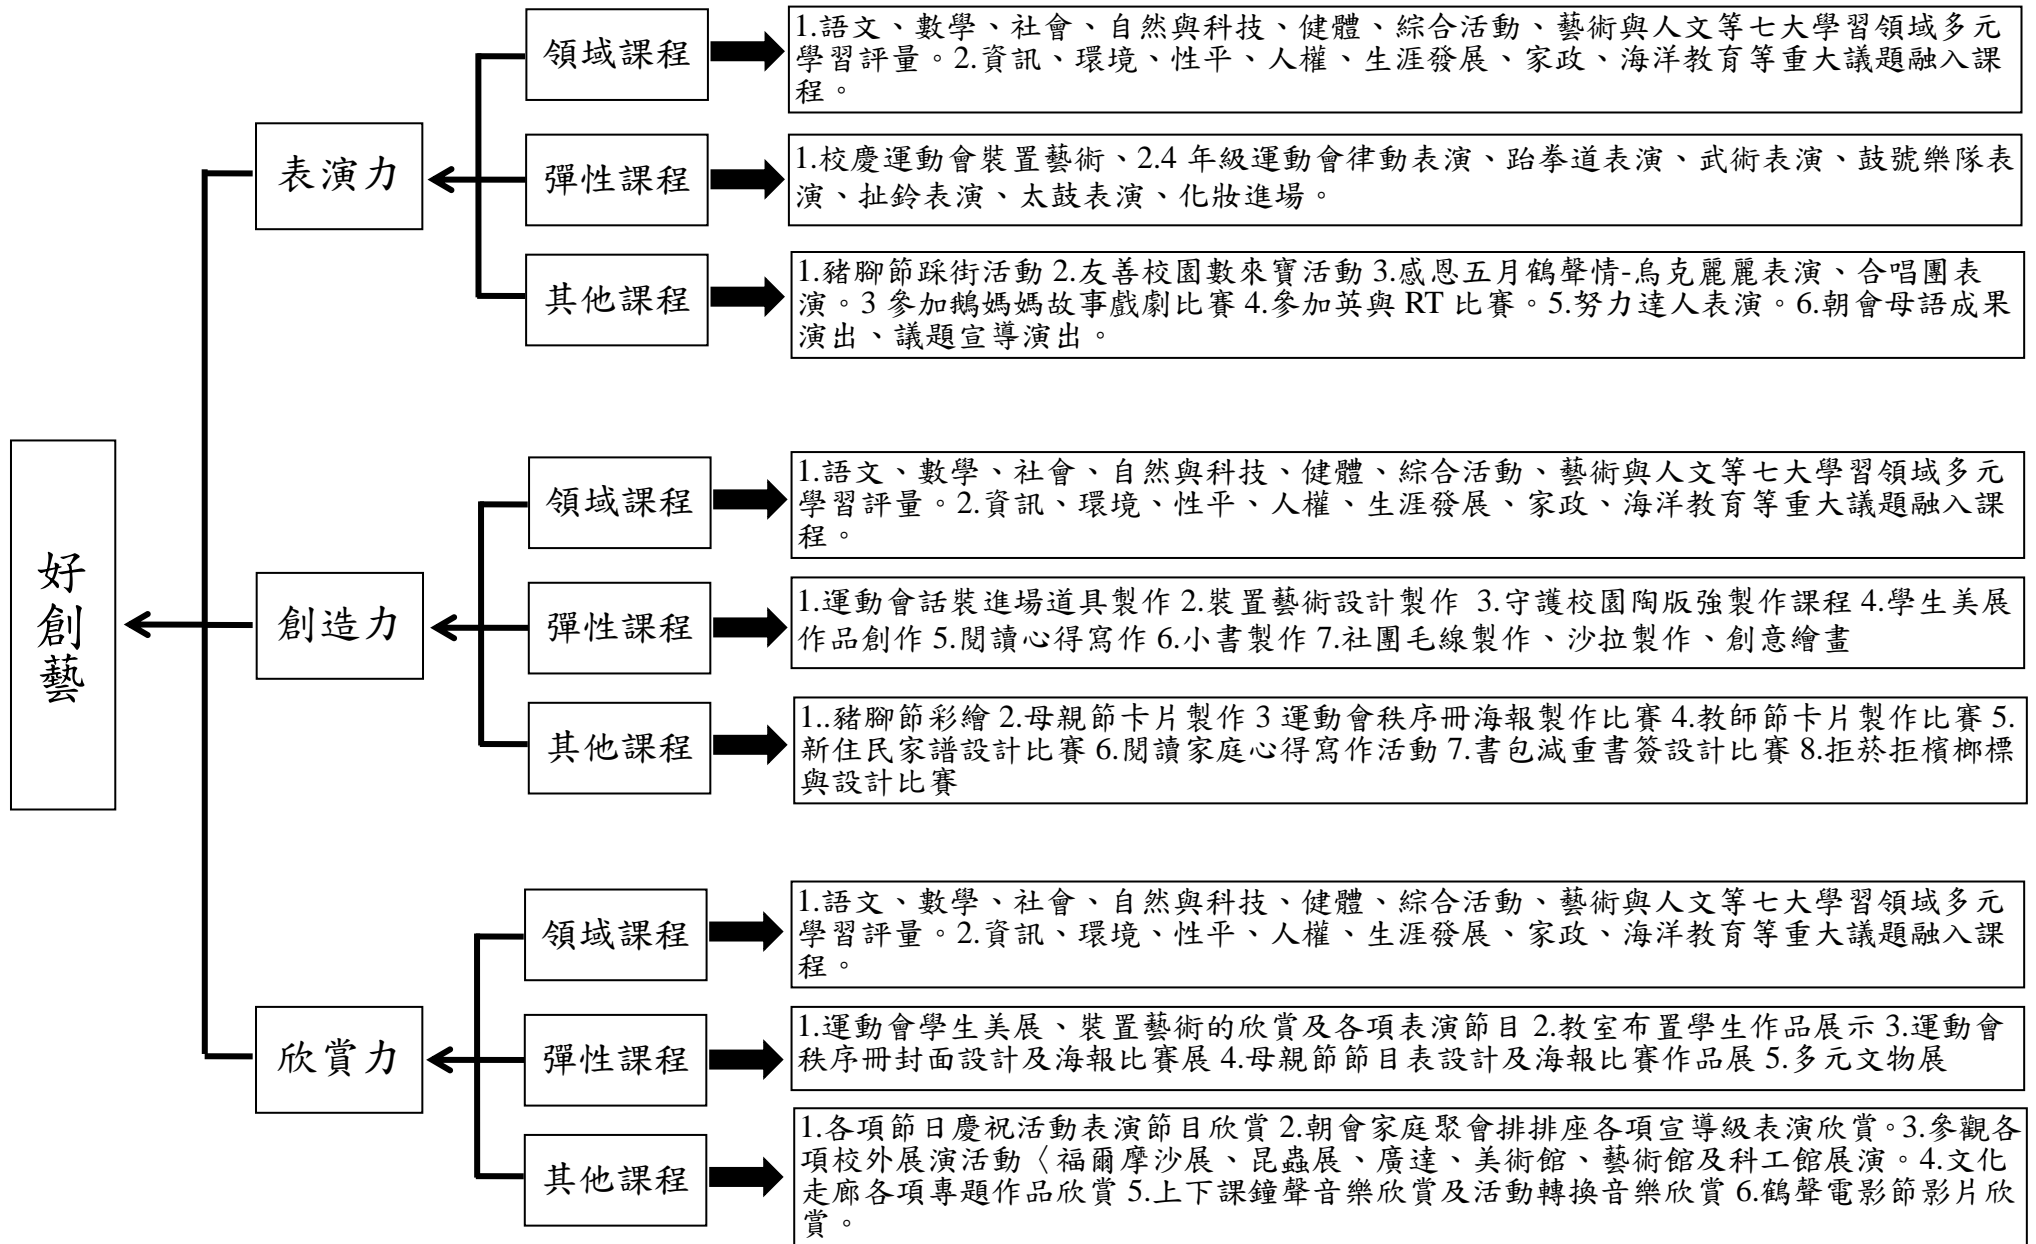 好創藝
表演力
領域課程
1.語文、數學、社會、自然與科技、健體、綜合活動、藝術與人文等七大學習領域多元
學習評量。2.資訊、環境、性平、人權、生涯發展、家政、海洋教育等重大議題融入課
程。
彈性課程
1.校慶運動會裝置藝術、2.4 年級運動會律動表演、跆拳道表演、武術表演、鼓號樂隊表
演、扯鈴表演、太鼓表演、化妝進場。
其他課程
1.豬腳節踩街活動 2.友善校園數來寶活動 3.感恩五月鶴聲情-烏克麗麗表演、合唱團表
演。3 參加鵝媽媽故事戲劇比賽 4.參加英與 RT 比賽。5.努力達人表演。6.朝會母語成果
演出、議題宣導演出。
創造力
領域課程
1.語文、數學、社會、自然與科技、健體、綜合活動、藝術與人文等七大學習領域多元
學習評量。2.資訊、環境、性平、人權、生涯發展、家政、海洋教育等重大議題融入課
程。
彈性課程
1.運動會話裝進場道具製作 2.裝置藝術設計製作 3.守護校園陶版強製作課程 4.學生美展
作品創作 5.閱讀心得寫作 6.小書製作 7.社團毛線製作、沙拉製作、創意繪畫
其他課程
1..豬腳節彩繪 2.母親節卡片製作 3 運動會秩序冊海報製作比賽 4.教師節卡片製作比賽 5.
新住民家譜設計比賽 6.閱讀家庭心得寫作活動 7.書包減重書簽設計比賽 8.拒菸拒檳榔標
與設計比賽
欣賞力
領域課程
1.語文、數學、社會、自然與科技、健體、綜合活動、藝術與人文等七大學習領域多元
學習評量。2.資訊、環境、性平、人權、生涯發展、家政、海洋教育等重大議題融入課
程。
彈性課程
1.運動會學生美展、裝置藝術的欣賞及各項表演節目 2.教室布置學生作品展示 3.運動會
秩序冊封面設計及海報比賽展 4.母親節節目表設計及海報比賽作品展 5.多元文物展
其他課程
1.各項節日慶祝活動表演節目欣賞 2.朝會家庭聚會排排座各項宣導級表演欣賞。3.參觀各
項校外展演活動〈福爾摩沙展、昆蟲展、廣達、美術館、藝術館及科工館展演。4.文化
走廊各項專題作品欣賞 5.上下課鐘聲音樂欣賞及活動轉換音樂欣賞 6.鶴聲電影節影片欣
賞。